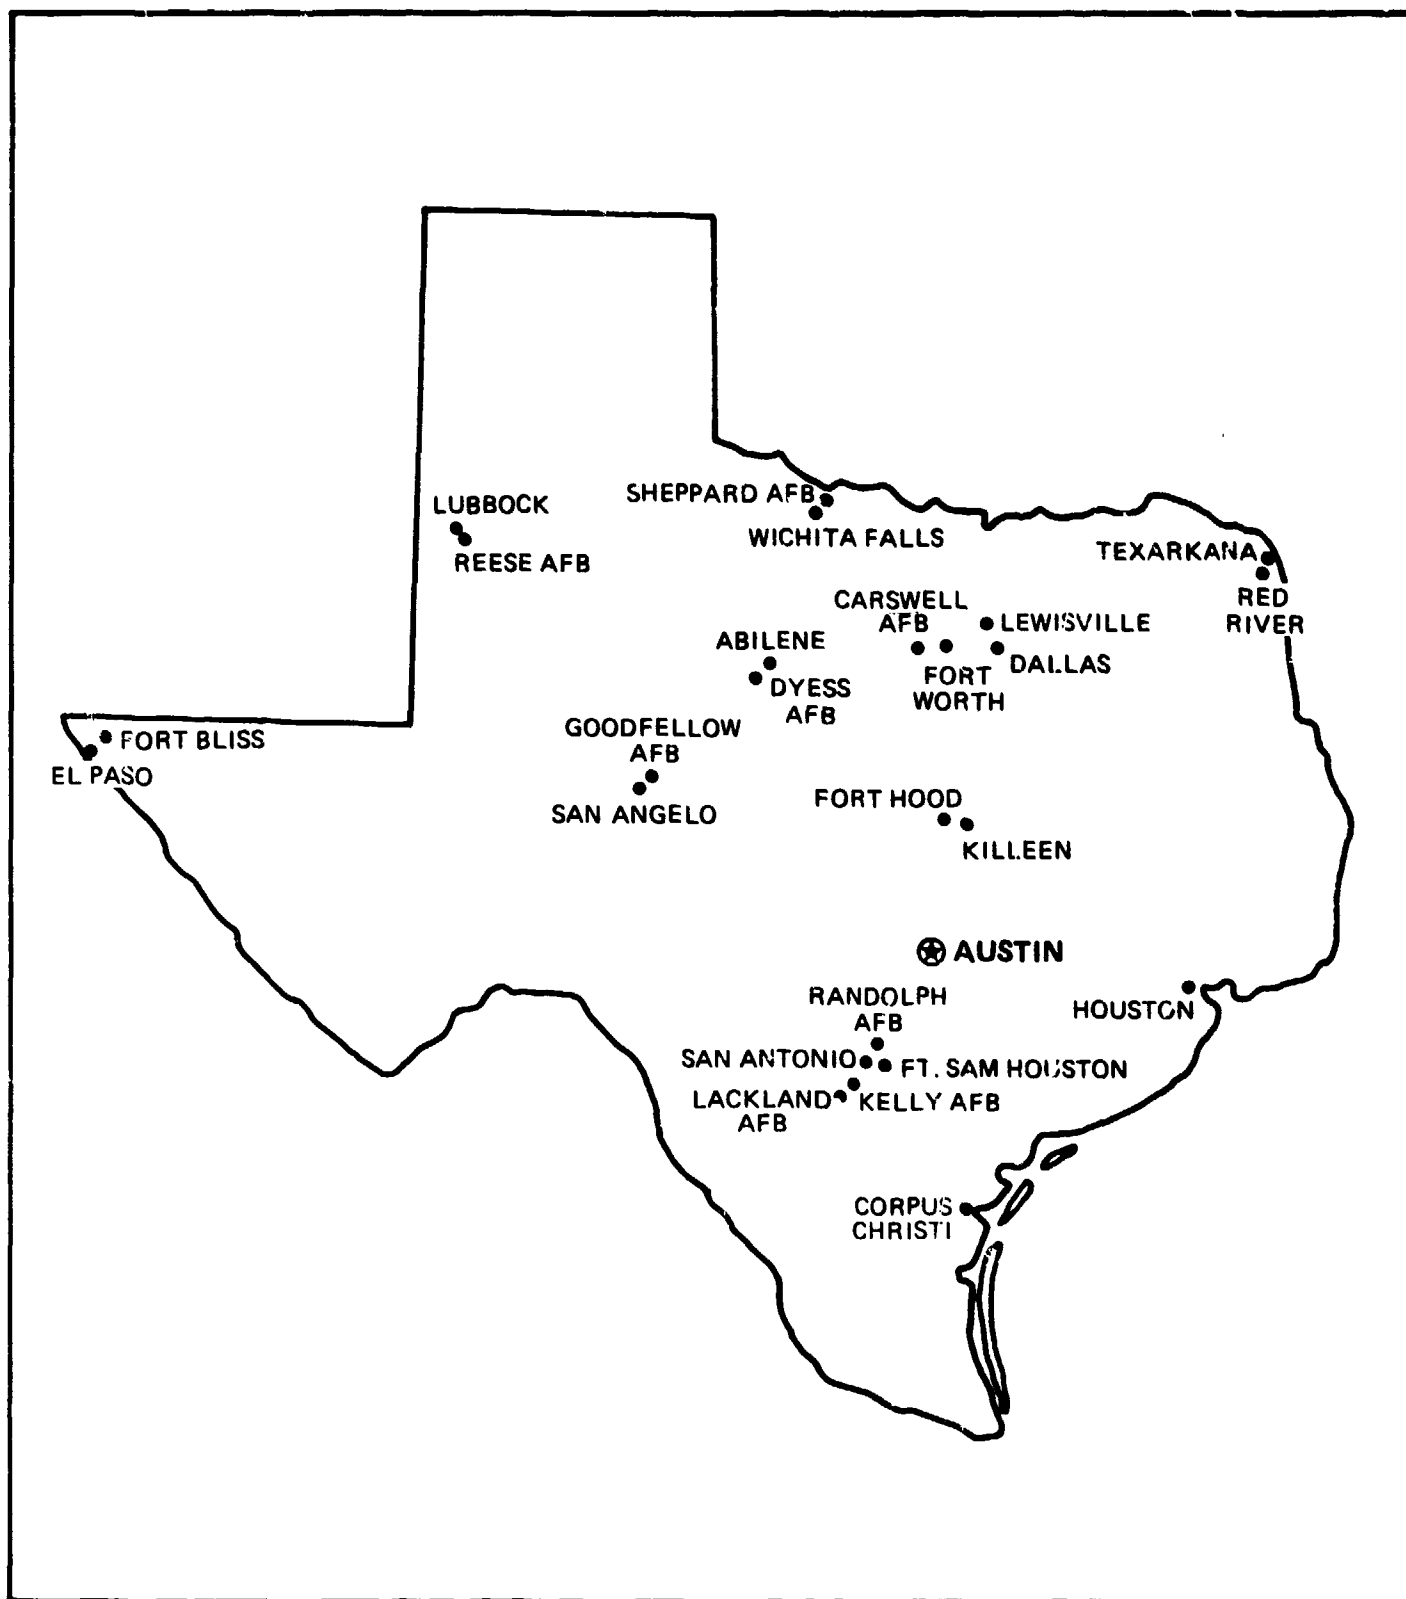 LUBBOCK
REESE AFB
SHEPPARD AFB
WICHITA FALLS
TEXARKANA
RED
RIVER
CARSWELL
AFB
LEWISVILLE
FORT
WORTH
DALLAS
ABILENE
DYESS
AFB
GOODFELLOW
AFB
SAN ANGELO
FORT BLISS
EL PASO
FORT HOOD
KILLEEN
AUSTIN
RANDOLPH
AFB
HOUSTON
SAN ANTONIO
FT. SAM HOUSTON
LACKLAND
AFB
KELLY AFB
CORPUS
CHRISTI